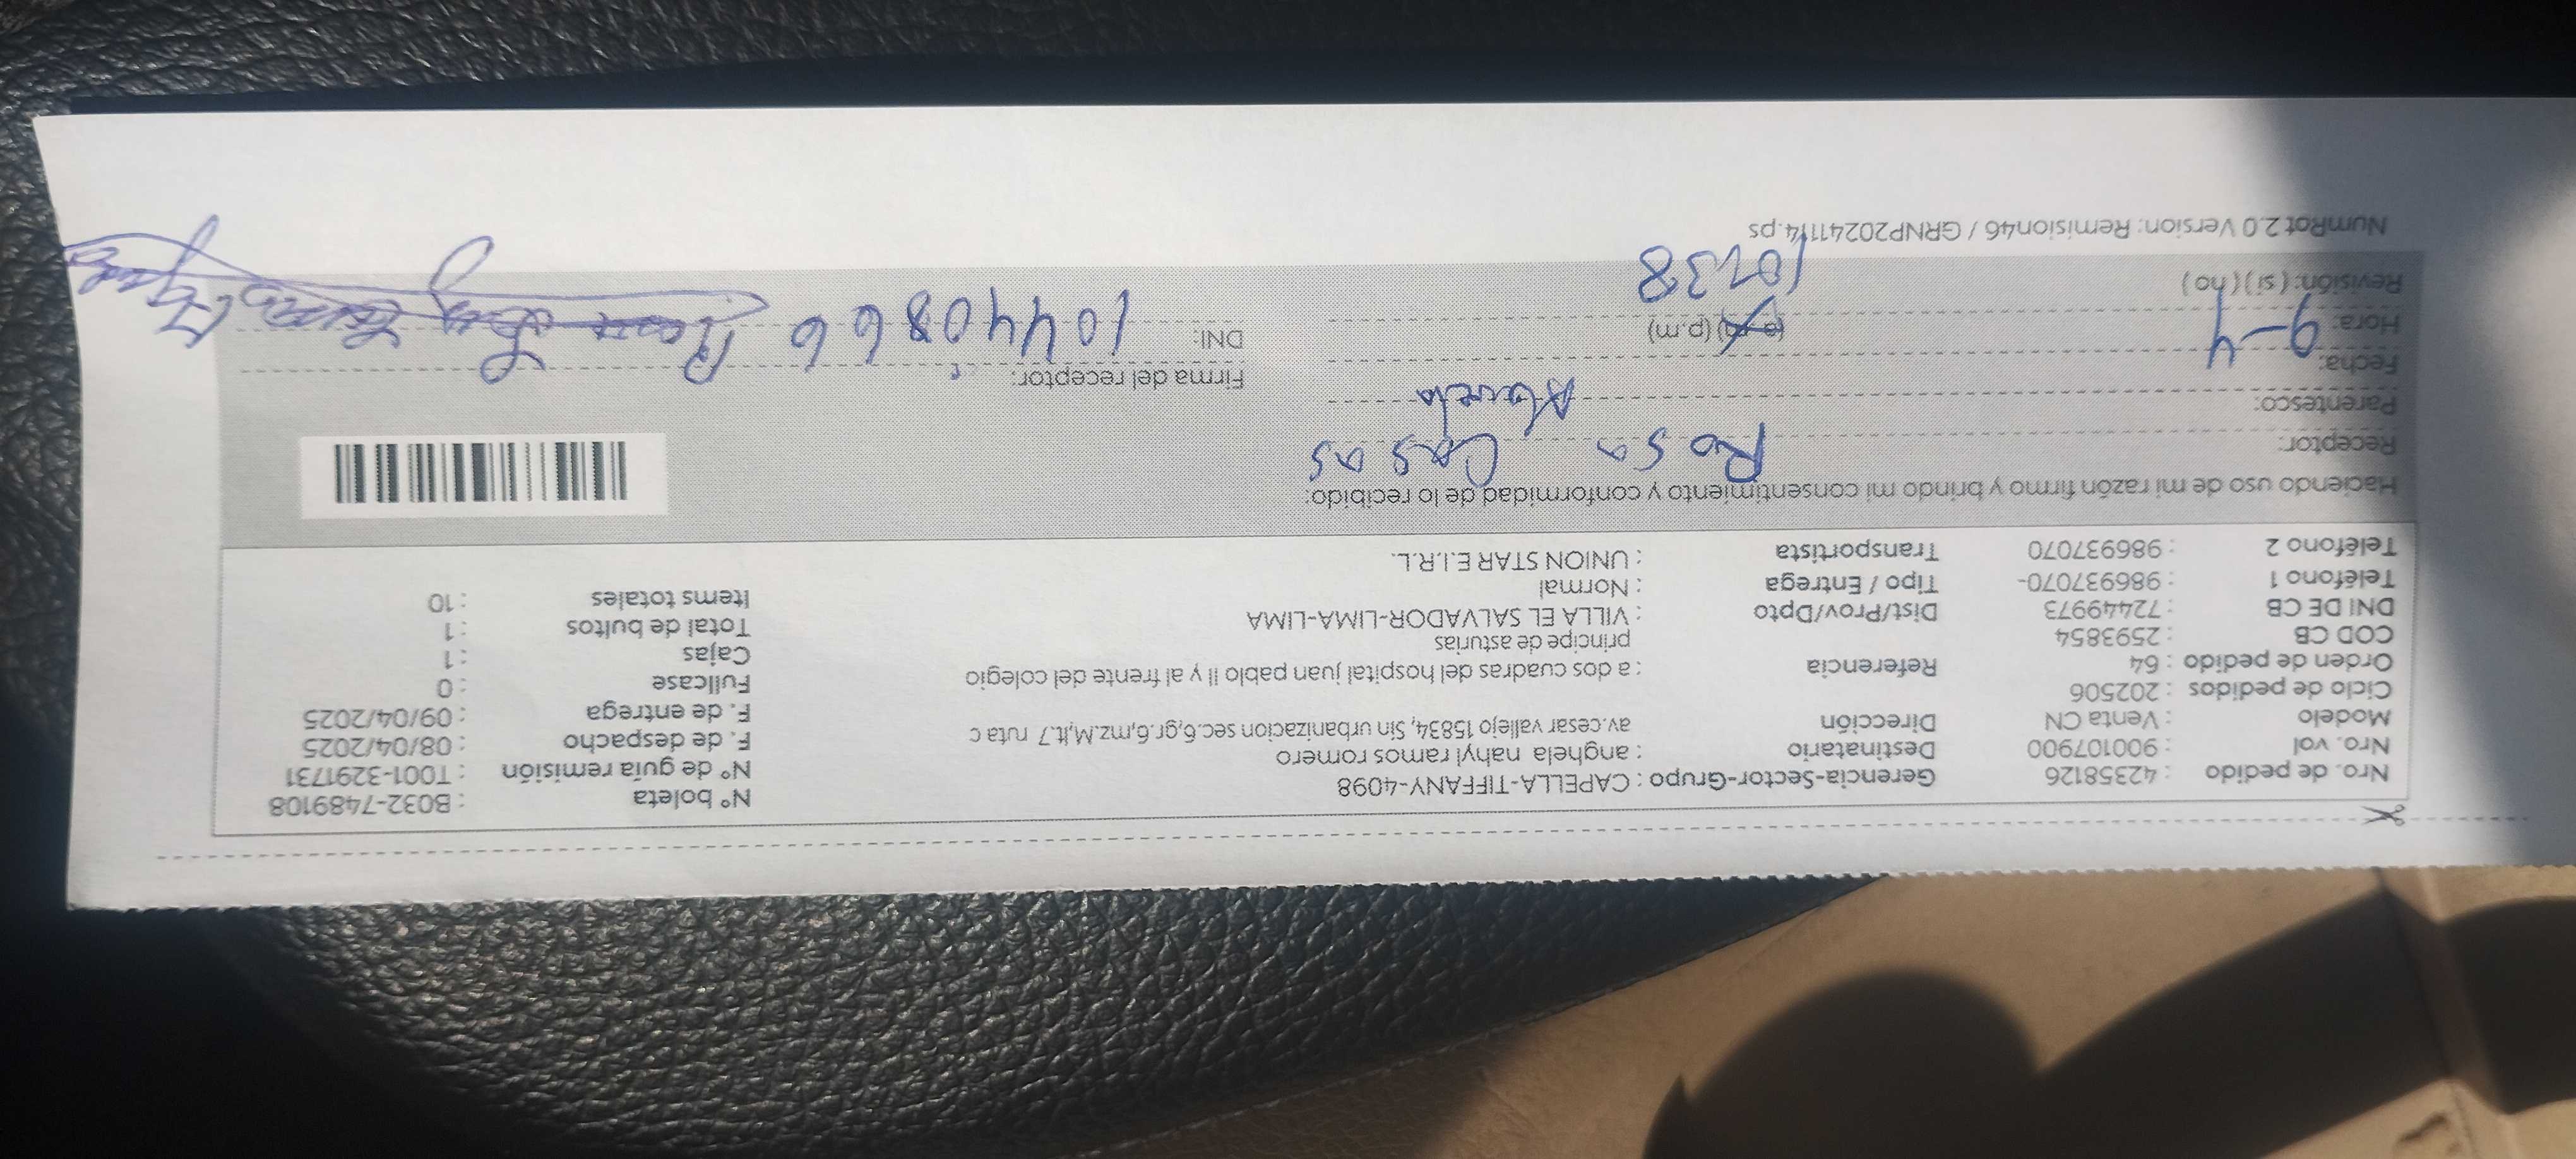 Nro. de pedido : 42358126 Gerencia-Sector-Grupo : CAPELLA-TIFFANY-4098 N° boleta : B032-7489108
Nro. vol : 900107900 Destinatario : anghela nahyl ramos romero N° de guía remisión : T001-3291731
Modelo : Venta CN Dirección av.cesar vallejo 15834, Sin urbanizacion sec.6,gr.6,mz.M,lt.7 ruta c F. de despacho : 08/04/2025
Ciclo de pedidos : 202506 F. de entrega : 09/04/2025
Orden de pedido : 64 Referencia : a dos cuadras del hospital juan pablo II y al frente del colegio Fullcase : 0
COD CB : 2593854 principe de asturias Cajas : 1
DNI DE CB : 72449973 Dist/Prov/Dpto : VILLA EL SALVADOR-LIMA-LIMA Total de bultos : 1
Teléfono 1 : 986937070- Tipo / Entrega : Normal Items totales : 10
Teléfono 2 : 986937070 Transportista : UNION STAR E.I.R.L.
Haciendo uso de mi razón firmo y brindo mi consentimiento y conformidad de lo recibido:
Receptor: Rosa Casas
Parentesco: Abuela
Fecha: 9-4 Firma del receptor:
Hora: (a.m) (p.m) DNI: 10440866
Revisión: ( si ) ( no ) 10:38
NumRot 2.0 Version: Remision46 / GRNP20241114.ps